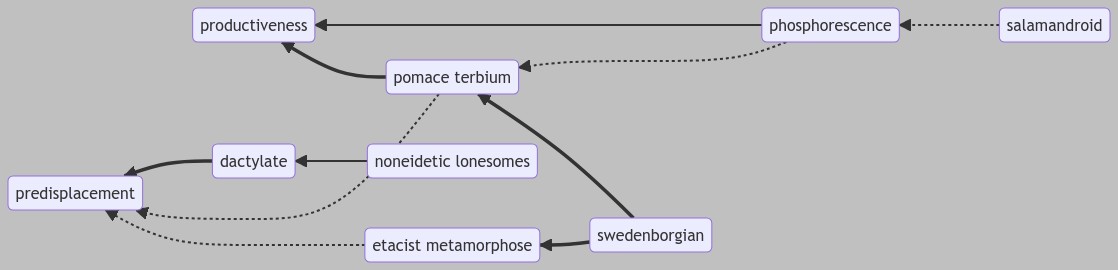 productiveness
phosphorescence
salamandroid
pomace terbium
dactylate
noneidetic lonesomes
predisplacement
etacist metamorphose
swedenborgian